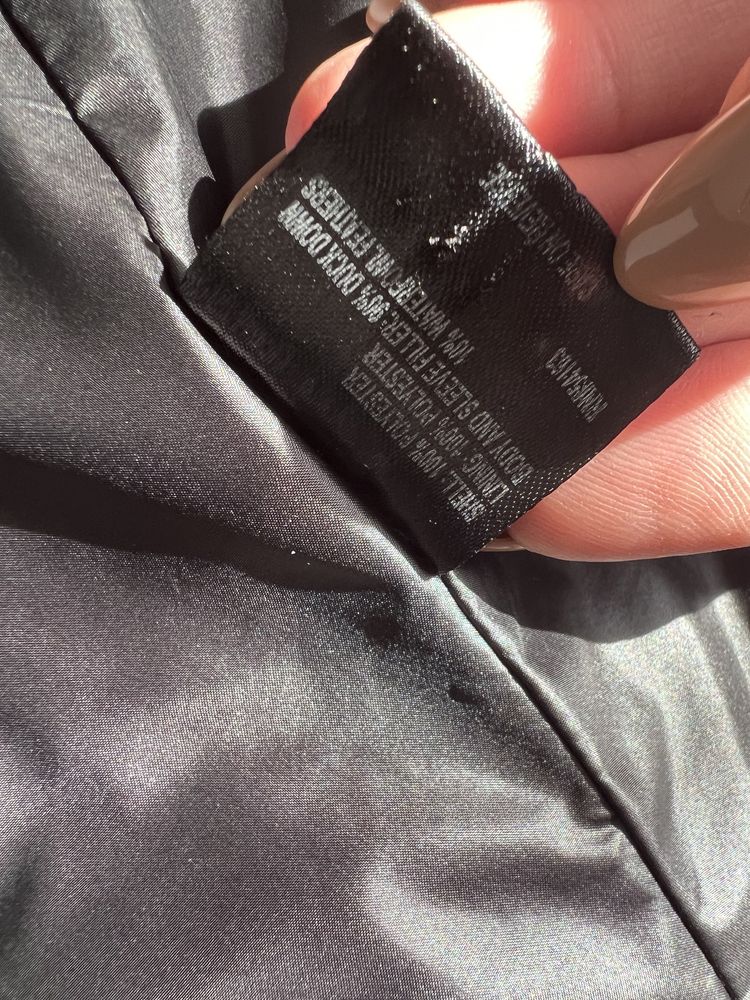 SHELL: 100% POLYESTER
LINING: 100% POLYESTER
BODY AND SLEEVE FILLER: 90% DUCK DOWN
10% WATERFOWL FEATHERS